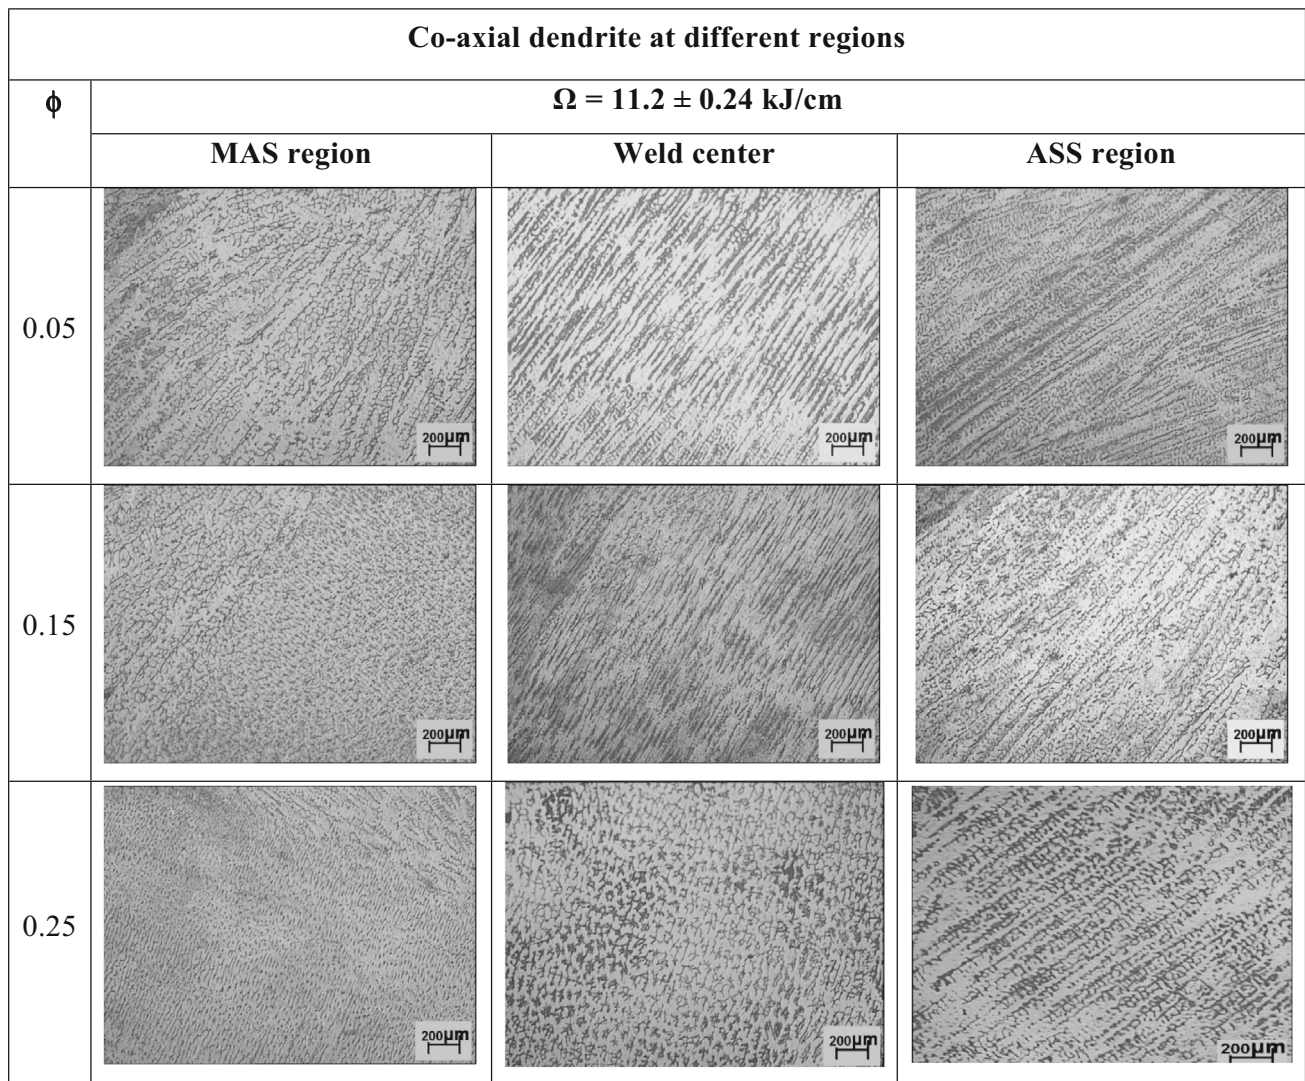 Co-axial dendrite at different regions
ϕ
Ω = 11.2 ± 0.24 kJ/cm
MAS region
Weld center
ASS region
0.05
200μm
200μm
200μm
0.15
200μm
200μm
200μm
0.25
200μm
200μm
200μm